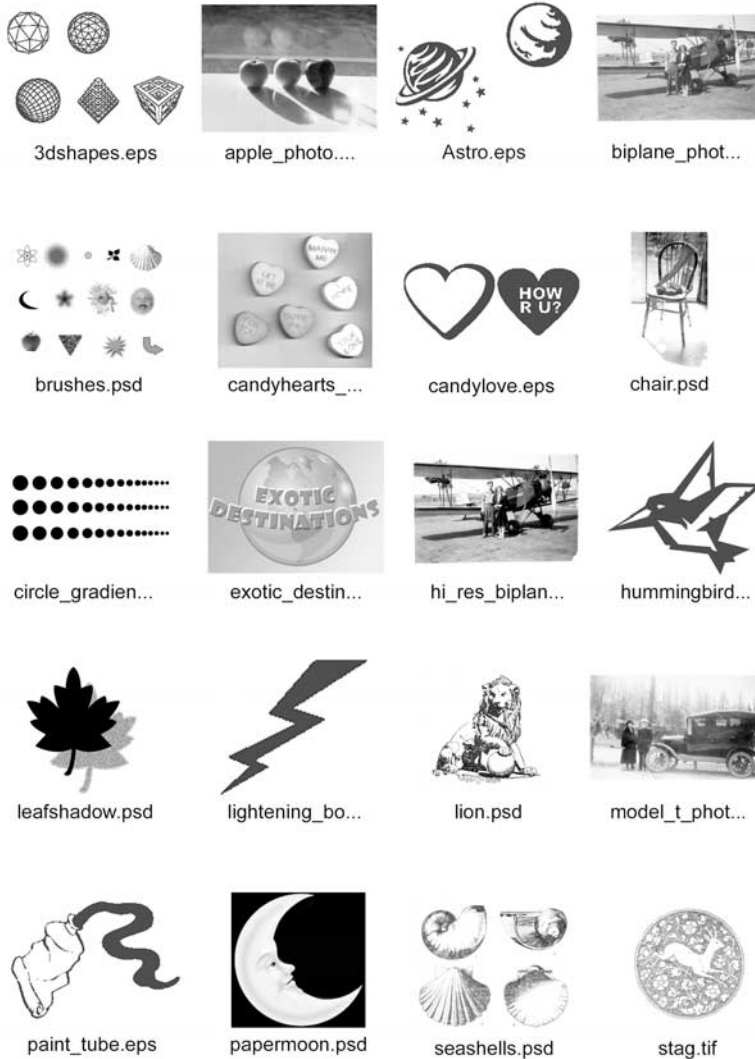 3dshapes.eps
apple_photo....
Astro.eps
biplane_phot...
HOW
R U?
brushes.psd
candyhearts_...
candylove.eps
chair.psd
EXOTIC
DESTINATIONS
circle_gradien...
exotic_destin...
hi_res_biplan...
hummingbird...
leafshadow.psd
lightening_bo...
lion.psd
model_t_phot...
paint_tube.eps
papermoon.psd
seashells.psd
stag.tif